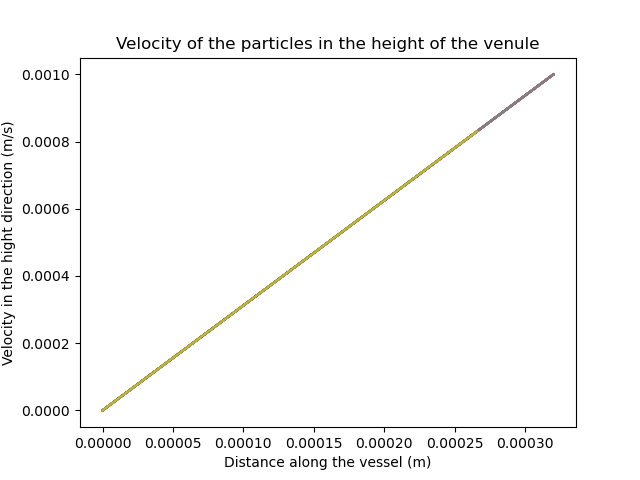 Velocity of the particles in the height of the venule
0.0010
0.0008
0.0006
0.0004
0.0002
0.0000
Velocity in the hight direction (m/s)
0.00000 0.00005 0.00010 0.00015 0.00020 0.00025 0.00030
Distance along the vessel (m)